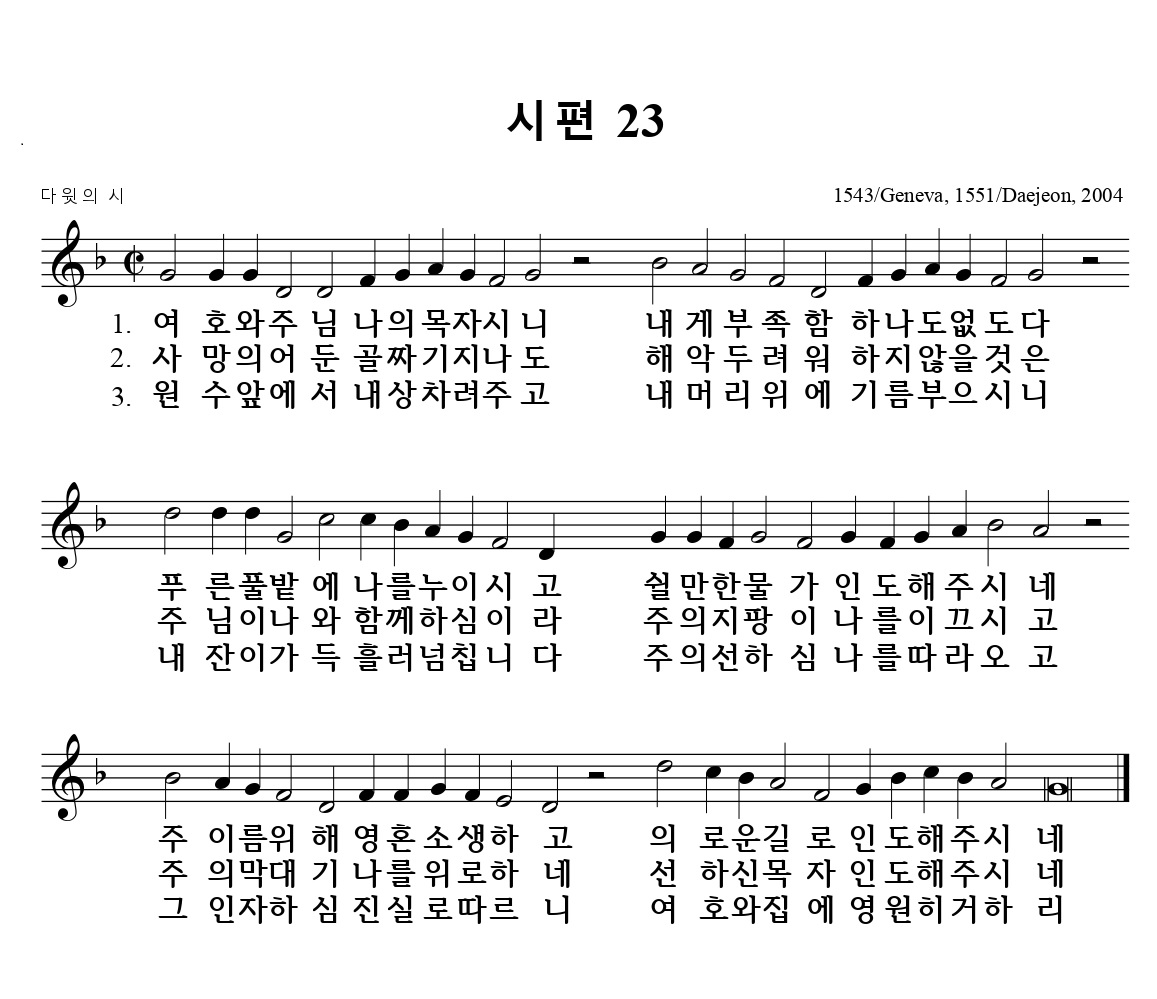 시편 23
다윗의 시
1543/Geneva, 1551/Daejeon, 2004
1. 여 호와주 님 나의목자시니 내게부족함 하나도없도다
2. 사 망의어 둔 골짜기지나도 해악두려워 하지않을것은
3. 원 수앞에 서 내상차려주고 내머리위에 기름부으시니
푸 른풀밭 에 나를누이시고 쉴만한물 가 인도해주시네
주 님이나 와 함께하심이라 주의지팡 이 나를이끄시고
내 잔이가 득 흘러넘칩니다 주의선하 심 나를따라오고
주 이름위 해 영혼소생하고 의 로운길 로 인도해주시네
주 의막대 기 나를위로하네 선 하신목 자 인도해주시네
그 인자하 심 진실로따르니 여 호와집 에 영원히거하리